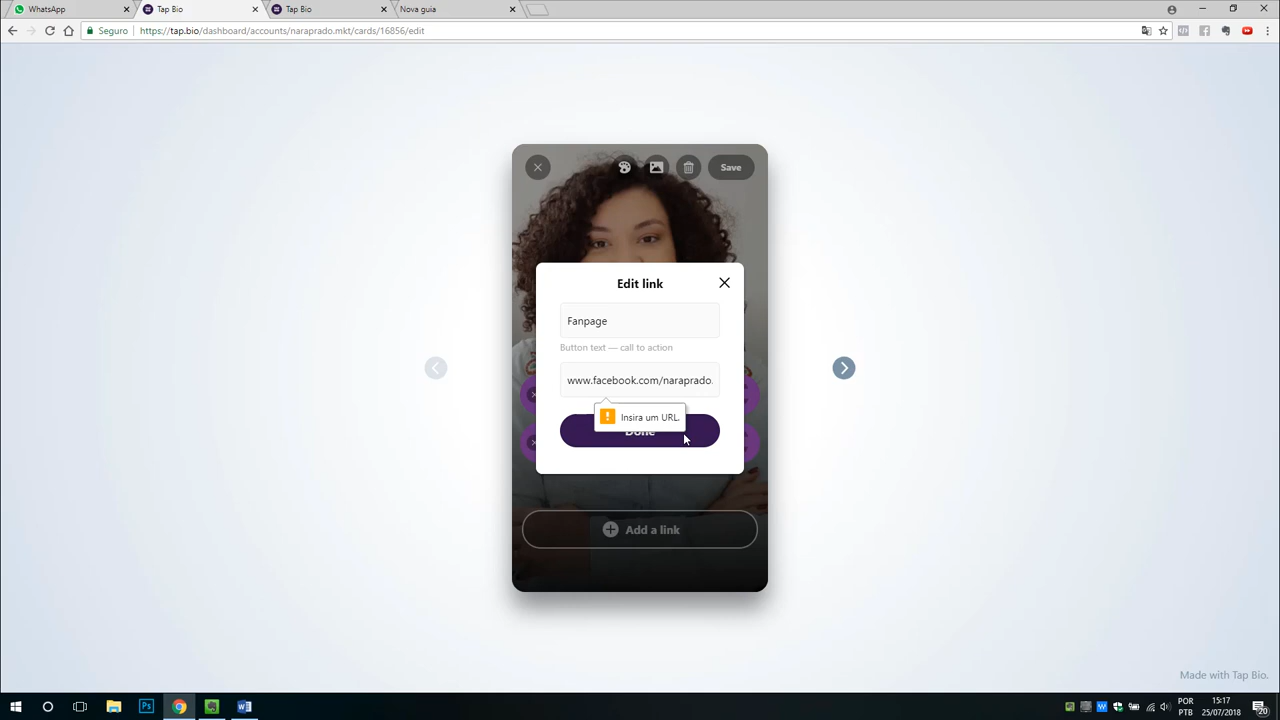 WhatsApp
Tap Bio
Tap Bio
Nova guia
Seguro
https://tap.bio/dashboard/accounts/naraprado.mkt/cards/16856/edit
Save
Edit link
Fanpage
Button text — call to action
www.facebook.com/naraprado.
Insira um URL.
Done
Add a link
Made with Tap Bio.
POR
PTB
15:17
25/07/2018
20